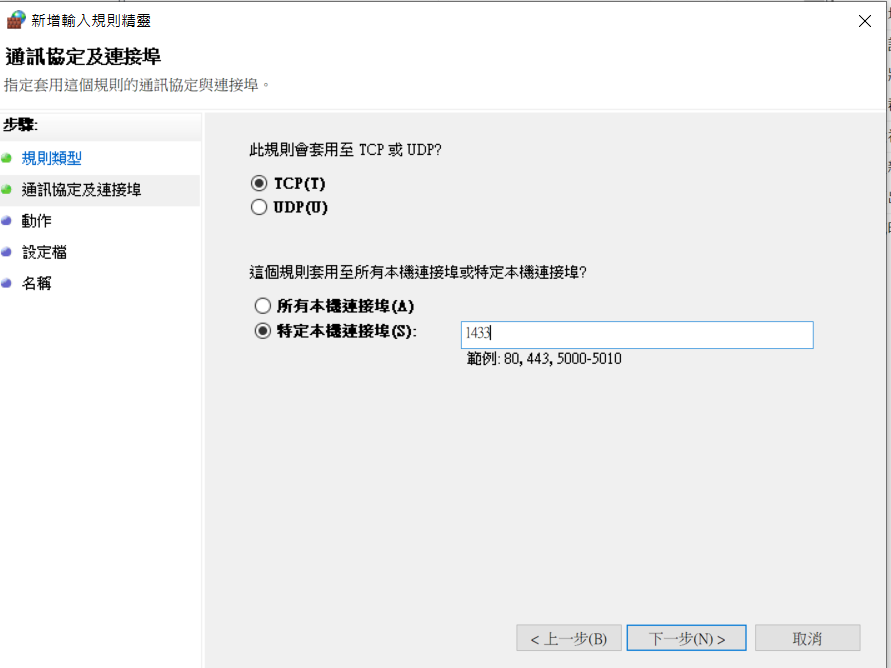 新增輸入規則精靈
通訊協定及連接埠
指定套用這個規則的通訊協定與連接埠。
步驟:
規則類型
通訊協定及連接埠
動作
設定檔
名稱
此規則會套用至 TCP 或 UDP?
TCP(T)
UDP(U)
這個規則套用至所有本機連接埠或特定本機連接埠?
所有本機連接埠(A)
特定本機連接埠(S): 1433
範例: 80, 443, 5000-5010
< 上一步(B) 下一步(N) > 取消